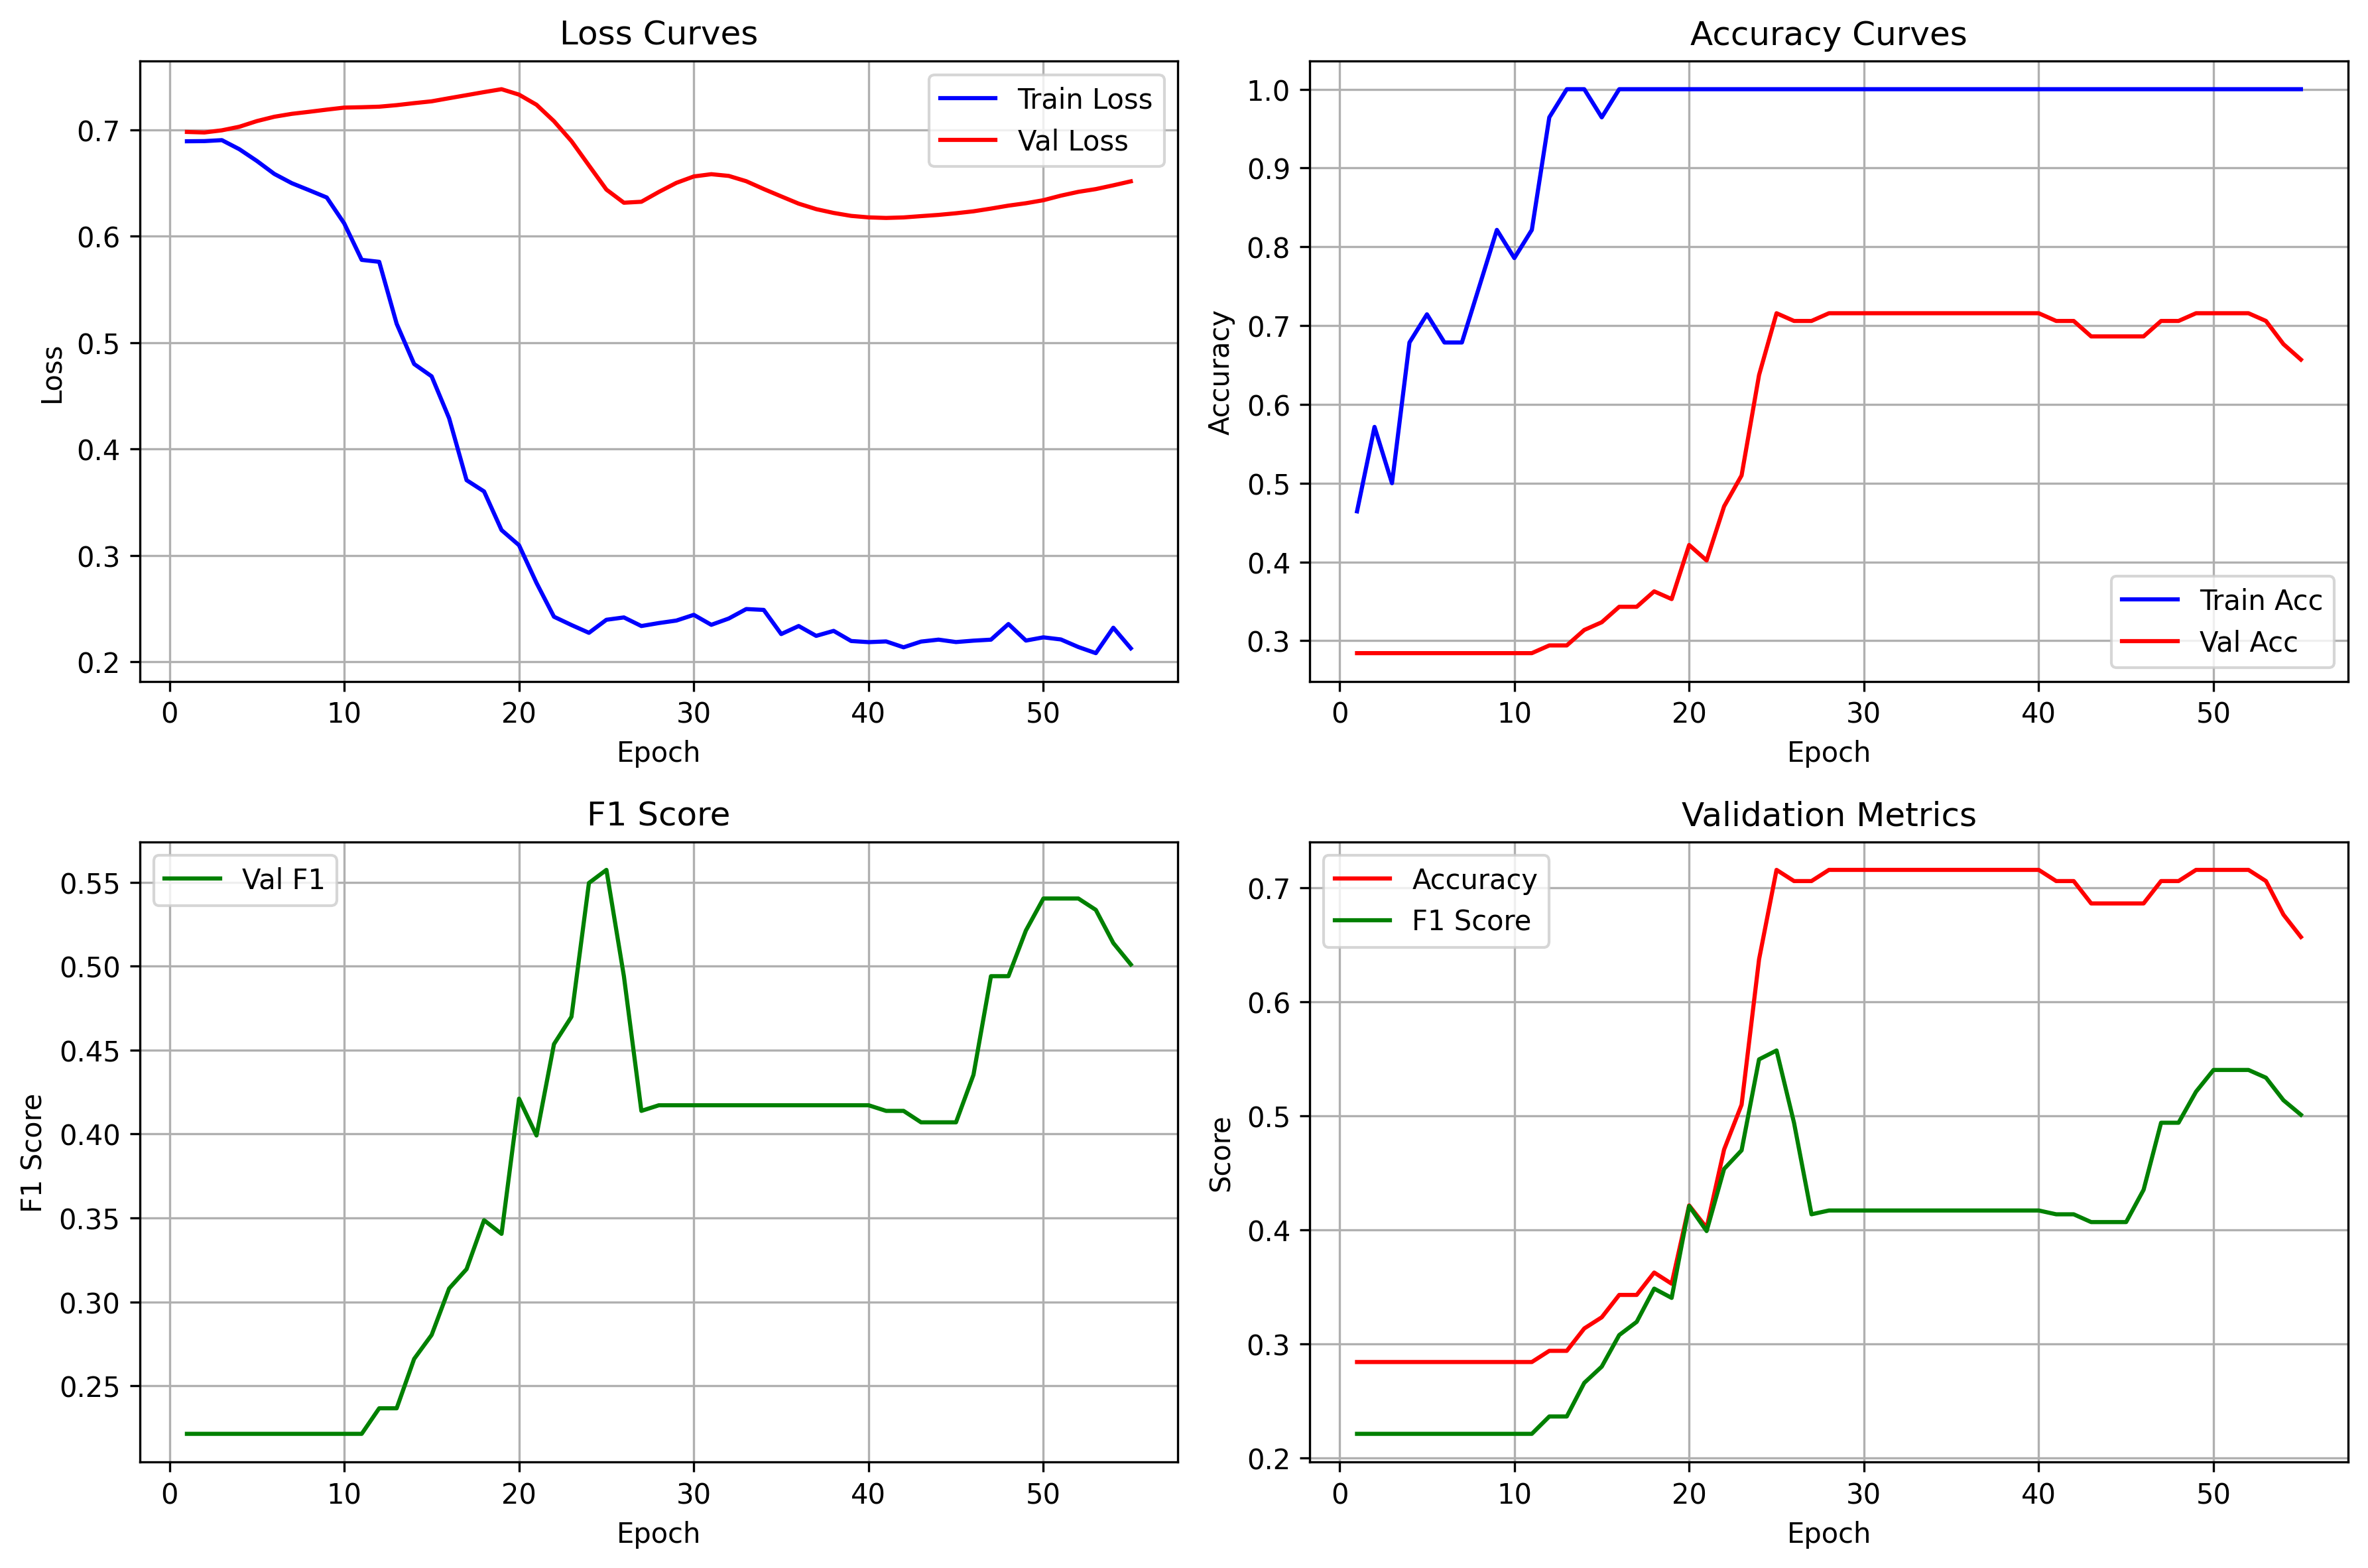 Loss Curves
Train Loss
Val Loss
Loss
0.7
0.6
0.5
0.4
0.3
0.2
0 10 20 30 40 50
Epoch
Accuracy Curves
Train Acc
Val Acc
Accuracy
1.0
0.9
0.8
0.7
0.6
0.5
0.4
0.3
0 10 20 30 40 50
Epoch
F1 Score
Val F1
F1 Score
0.55
0.50
0.45
0.40
0.35
0.30
0.25
0 10 20 30 40 50
Epoch
Validation Metrics
Accuracy
F1 Score
Score
0.7
0.6
0.5
0.4
0.3
0.2
0 10 20 30 40 50
Epoch